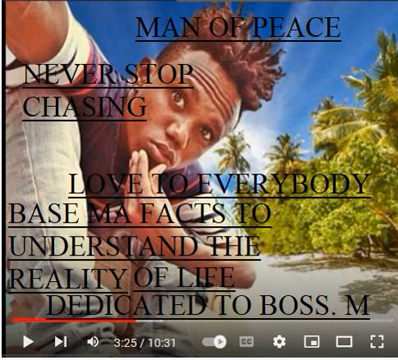 MAN OF PEACE
NEVER STOP
CHASING
LOVE TO EVERYBODY
BASE MA FACTS TO
UNDERSTAND THE
REALITY OF LIFE
DEDICATED TO BOSS. M
3:25 / 10:31
CC